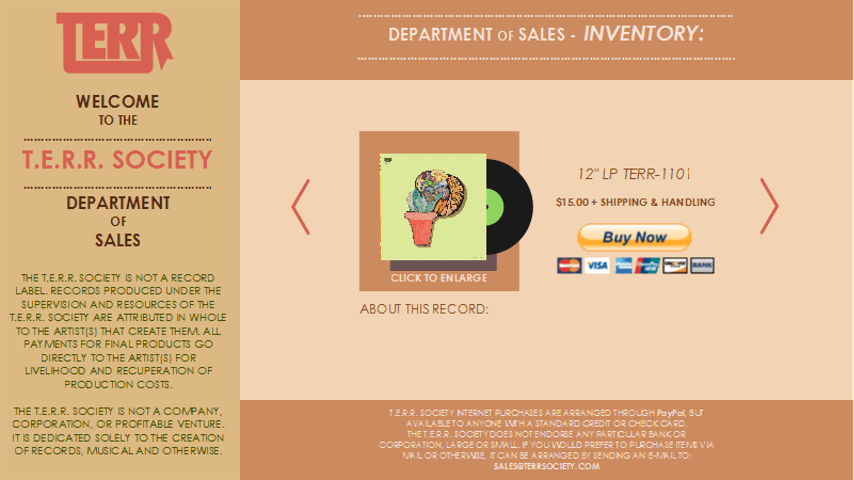 TERR
WELCOME
TO THE
T.E.R.R. SOCIETY
DEPARTMENT
OF
SALES
THE T.E.R.R. SOCIETY IS NOT A RECORD
LABEL. RECORDS PRODUCED UNDER THE
SUPERVISION AND RESOURCES OF THE
T.E.R.R. SOCIETY ARE ATTRIBUTED IN WHOLE
TO THE ARTIST(S) THAT CREATE THEM. ALL
PAYMENTS FOR FINAL PRODUCTS GO
DIRECTLY TO THE ARTIST(S) FOR
LIVELIHOOD AND RECUPERATION OF
PRODUCTION COSTS.
THE T.E.R.R. SOCIETY IS NOT A COMPANY,
CORPORATION, OR PROFITABLE VENTURE.
IT IS DEDICATED SOLELY TO THE CREATION
OF RECORDS, MUSICAL AND OTHERWISE.
DEPARTMENT OF SALES - INVENTORY:
CLICK TO ENLARGE
12" LP TERR-1101
$15.00 + SHIPPING & HANDLING
Buy Now
VISA
BANK
ABOUT THIS RECORD:
T.E.R.R. SOCIETY INTERNET PURCHASES ARE ARRANGED THROUGH PayPal, BUT
AVAILABLE TO ANYONE WITH A STANDARD CREDIT OR CHECK CARD.
THE T.E.R.R. SOCIETY DOES NOT ENDORSE ANY PARTICULAR BANK OR
CORPORATION, LARGE OR SMALL. IF YOU WOULD PREFER TO PURCHASE ITEMS VIA
MAIL OR OTHERWISE, IT CAN BE ARRANGED BY SENDING AN E-MAIL TO:
SALES@TERRSOCIETY.COM